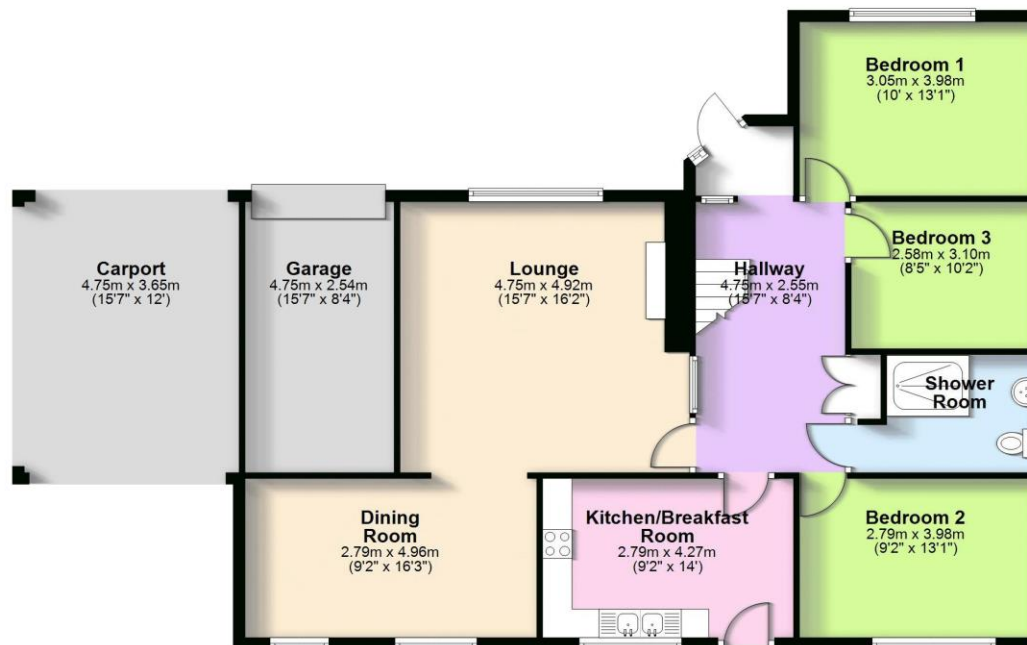 Bedroom 1
3.05m x 3.98m
(10' x 13'1")
Carport
4.75m x 3.65m
(15'7" x 12')
Garage
4.75m x 2.54m
(15'7" x 8'4")
Lounge
4.75m x 4.92m
(15'7" x 16'2")
Hallway
4.75m x 2.55m
(15'7" x 8'4")
Bedroom 3
2.58m x 3.10m
(8'5" x 10'2")
Shower
Room
Dining
Room
2.79m x 4.96m
(9'2" x 16'3")
Kitchen/Breakfast
Room
2.79m x 4.27m
(9'2" x 14')
Bedroom 2
2.79m x 3.98m
(9'2" x 13'1")